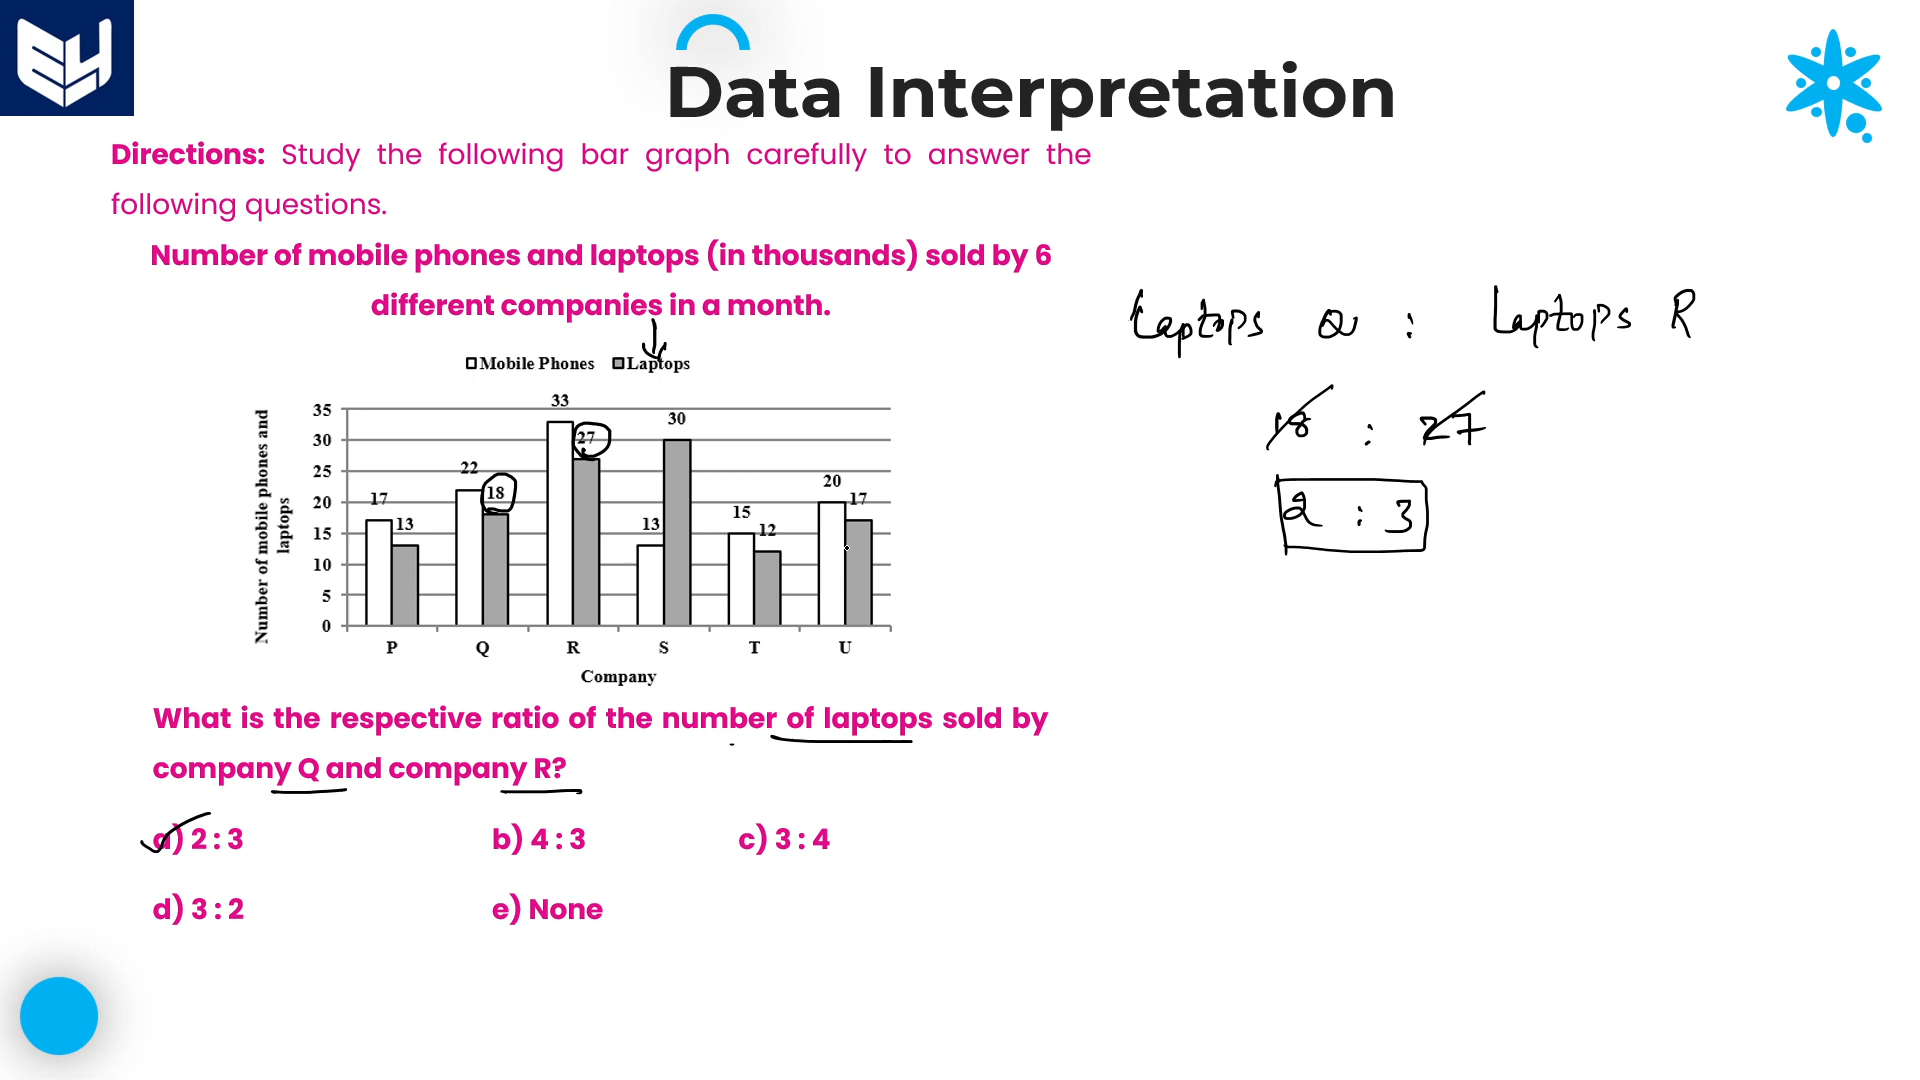 EY
Data Interpretation
Directions: Study the following bar graph carefully to answer the
following questions.
Number of mobile phones and laptops (in thousands) sold by 6
different companies in a month.
Mobile Phones Laptops
Number of mobile phones and
laptops
35
30
25
20
15
10
5
0
17
13
22
18
33
27
13
30
15
12
20
17
P Q R S T U
Company
What is the respective ratio of the number of laptops sold by
company Q and company R?
a) 2 : 3 b) 4 : 3 c) 3 : 4
d) 3 : 2 e) None
Laptops Q : Laptops R
18 : 27
2 : 3